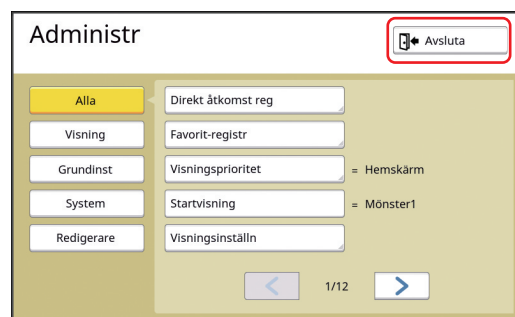 Administr
Avsluta
Alla
Direkt åtkomst reg
Visning
Favorit-registr
Grundinst
Visningsprioritet = Hemskärm
System
Startvisning = Mönster1
Redigerare
Visningsinställn
1/12